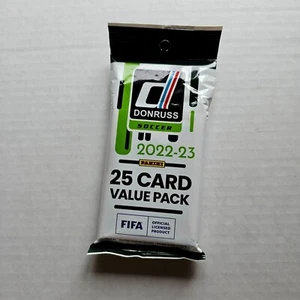 d
DONRUSS
SOCCER
2022-23
PANINI
25 CARD
VALUE PACK
FIFA
OFFICIAL
LICENSED
PRODUCT